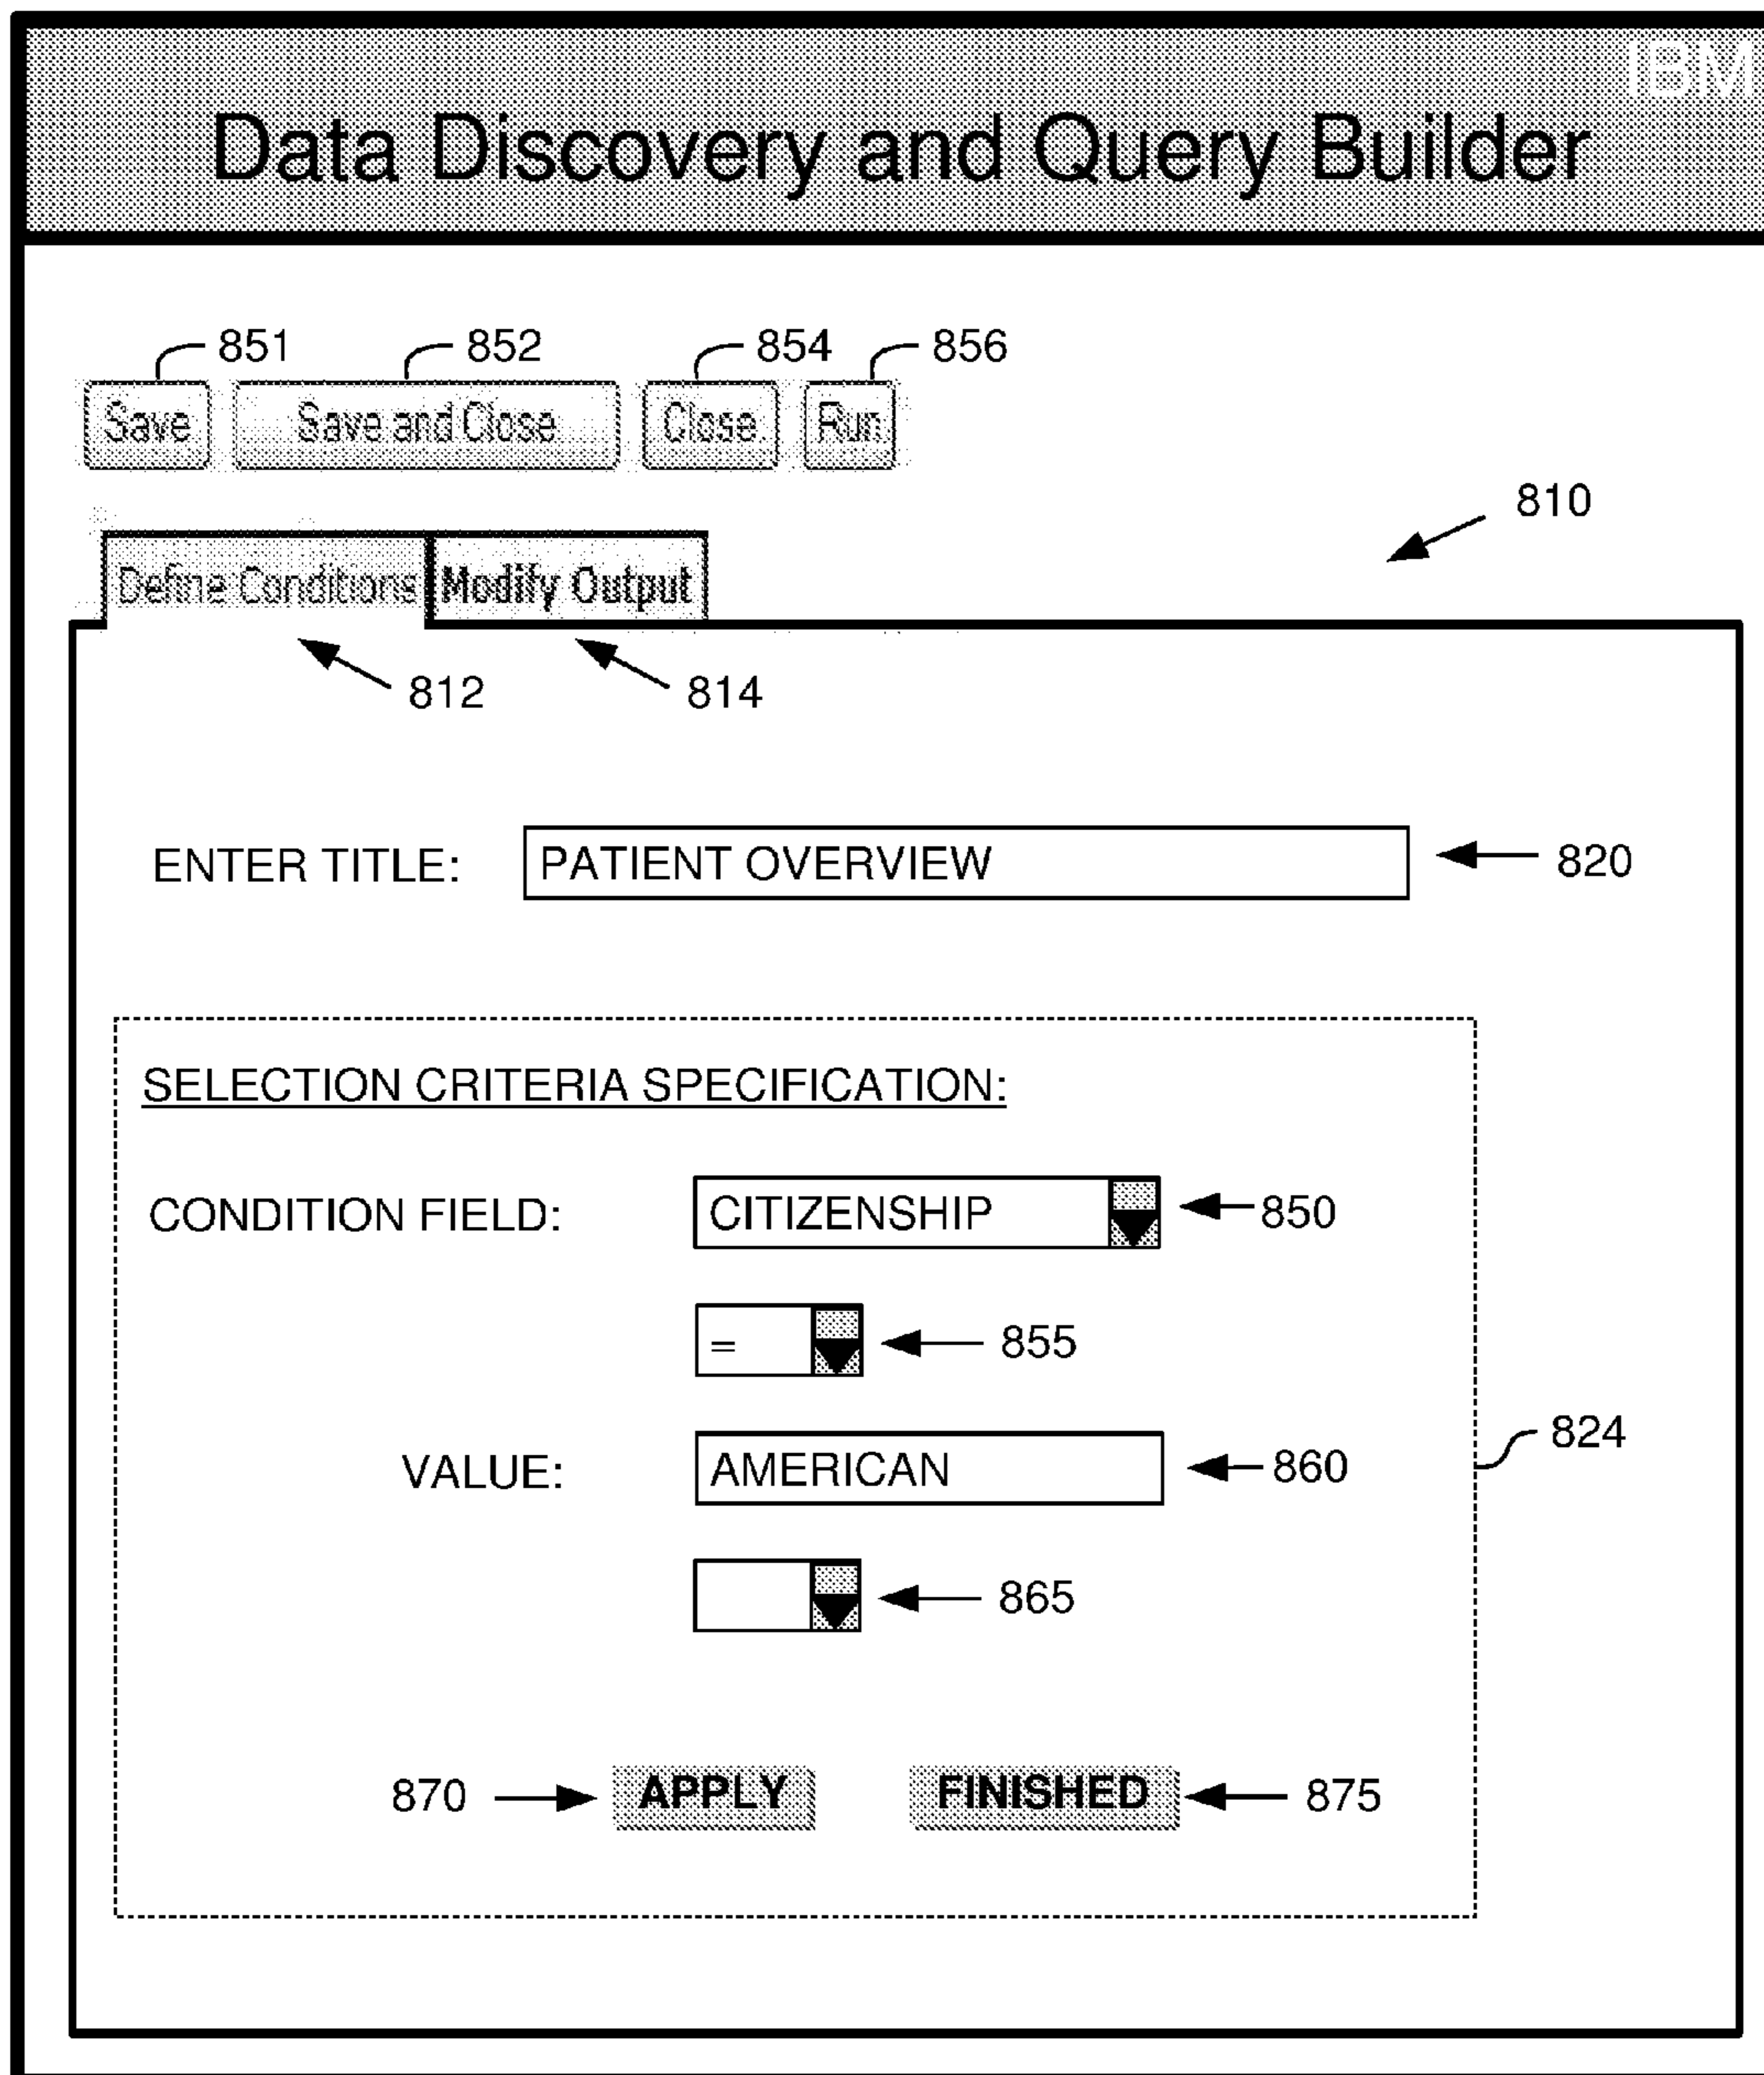 IBM
Data Discovery and Query Builder
851 852 854 856
Save Save and Close Close Run
810
Define Conditions Modify Output
812 814
ENTER TITLE: PATIENT OVERVIEW 820
SELECTION CRITERIA SPECIFICATION:
CONDITION FIELD: CITIZENSHIP 850
= 855
824
VALUE: AMERICAN 860
865
870 APPLY FINISHED 875